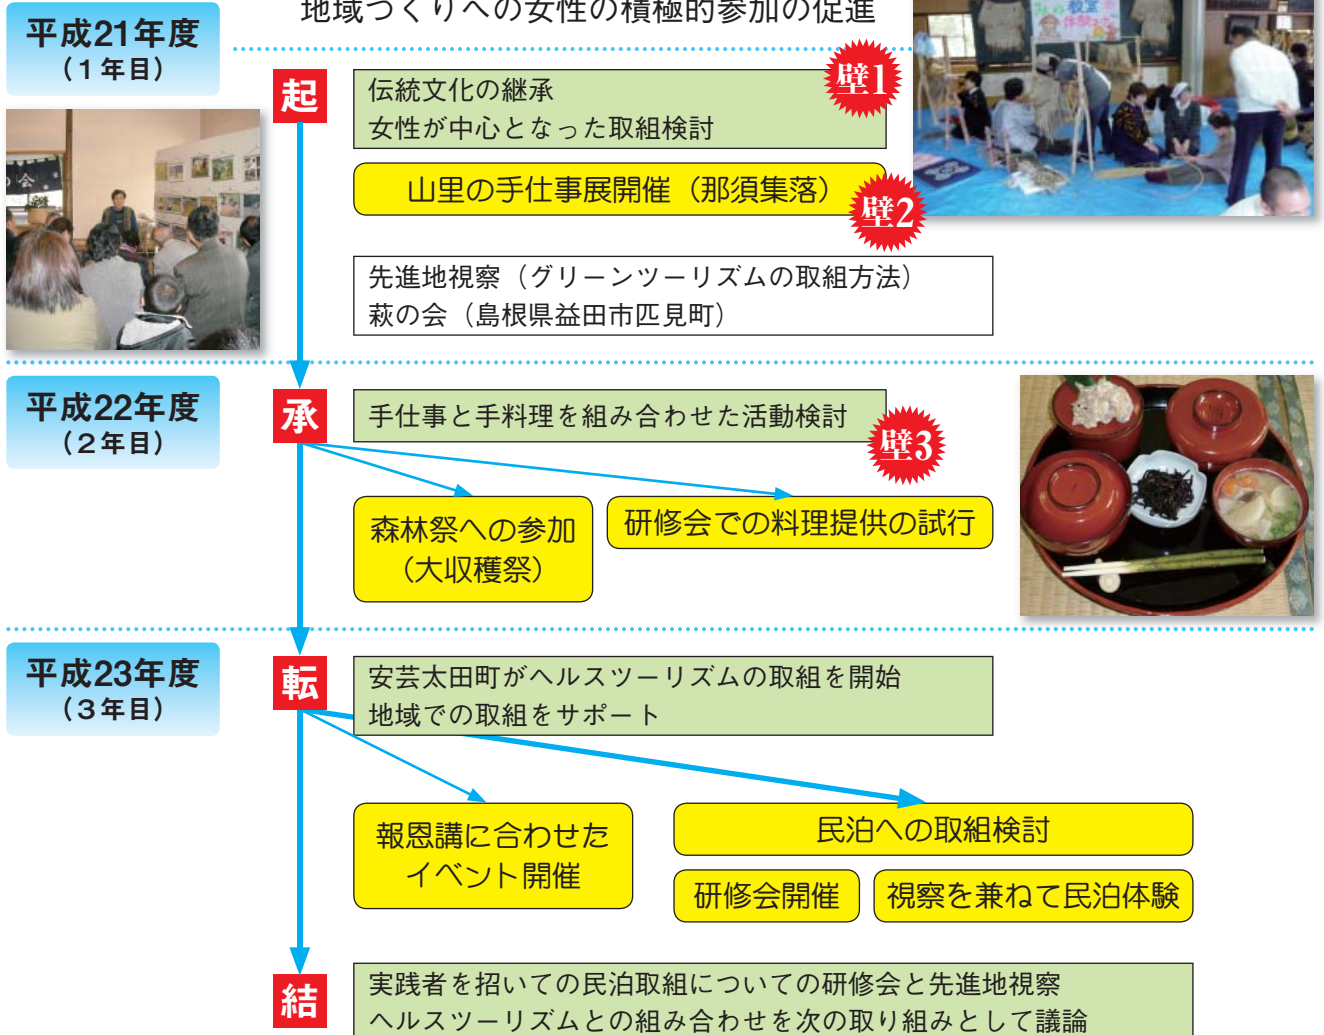 地域づくりへの女性の積極的参加の促進
平成21年度
（１年目）
起
伝統文化の継承
女性が中心となった取組検討
壁1
山里の手仕事展開催（那須集落）
壁2
先進地視察（グリーンツーリズムの取組方法）
萩の会（島根県益田市匹見町）
平成22年度
（２年目）
承
手仕事と手料理を組み合わせた活動検討
壁3
森林祭への参加
（大収穫祭）
研修会での料理提供の試行
平成23年度
（３年目）
転
安芸太田町がヘルスツーリズムの取組を開始
地域での取組をサポート
報恩講に合わせた
イベント開催
民泊への取組検討
研修会開催
視察を兼ねて民泊体験
結
実践者を招いての民泊取組についての研修会と先進地視察
ヘルスツーリズムとの組み合わせを次の取り組みとして議論